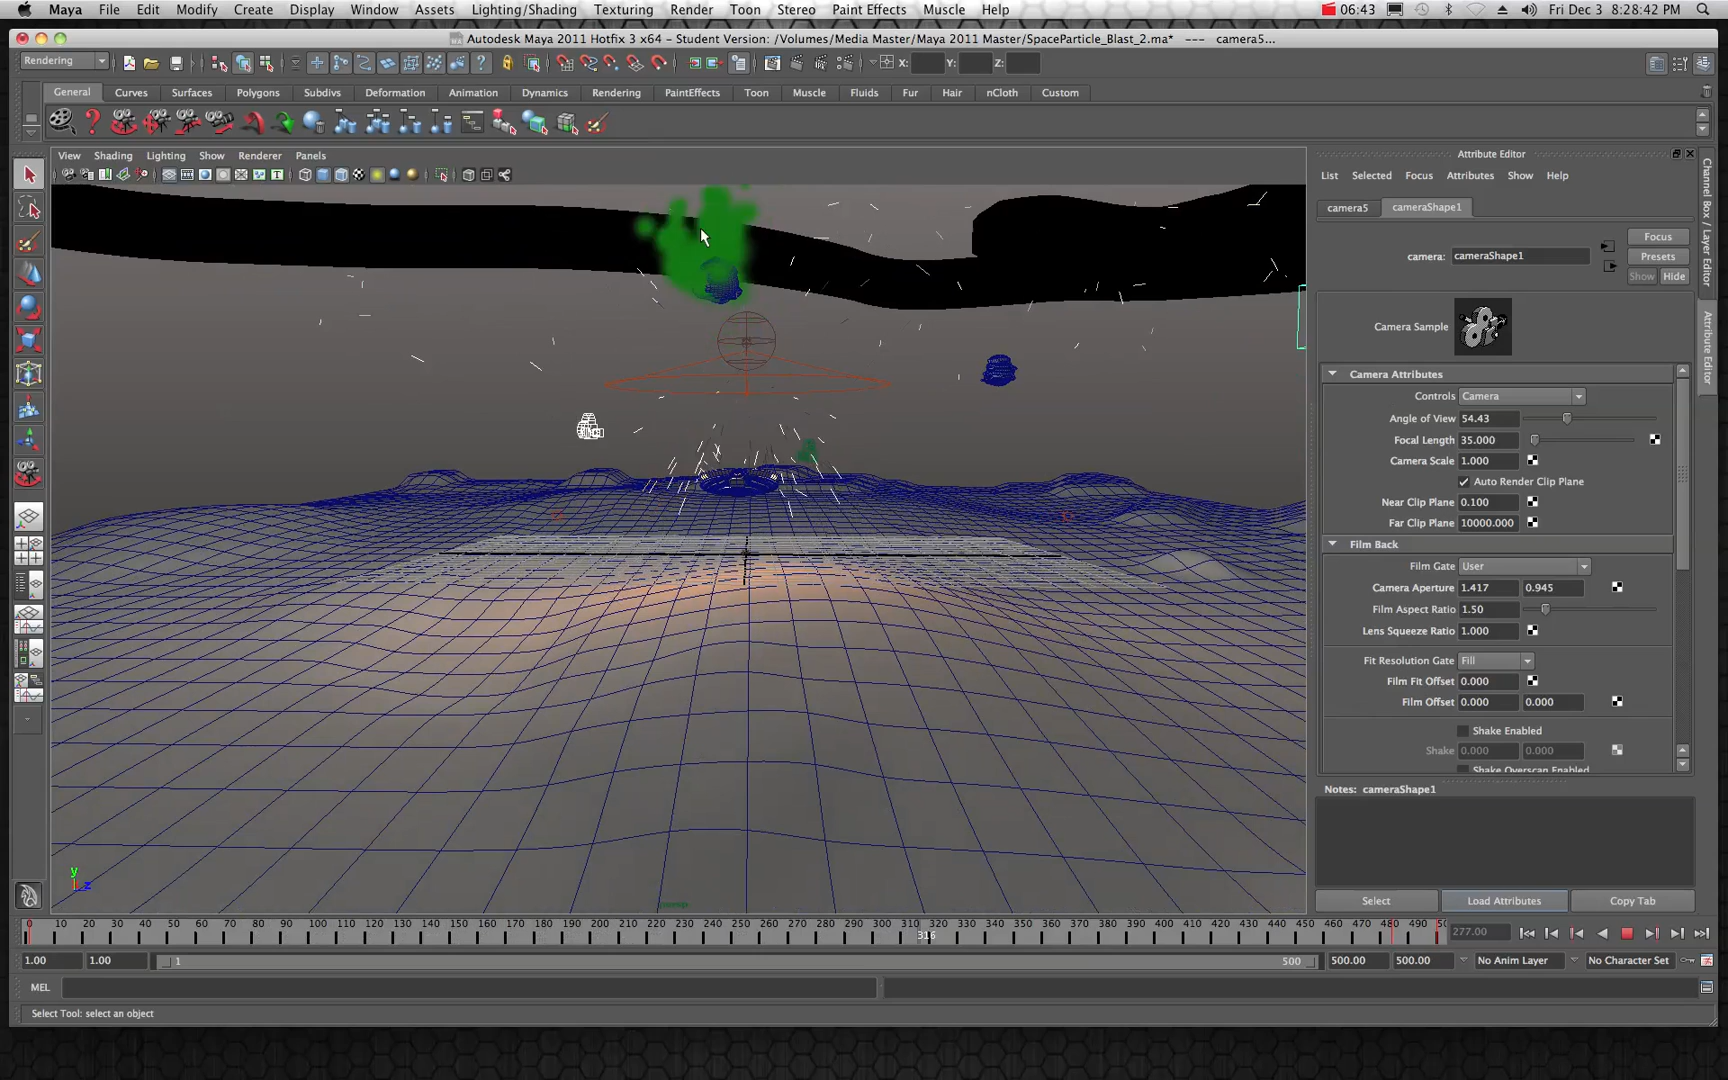 Maya File Edit Modify Create Display Window Assets Lighting/Shading Texturing Render Toon Stereo Paint Effects Muscle Help 06:43 Fri Dec 3 8:28:42 PM
Autodesk Maya 2011 Hotfix 3 x64 - Student Version: /Volumes/Media Master/Maya 2011 Master/SpaceParticle_Blast_2.ma* --- camera5...
Rendering X: Y: Z:
General Curves Surfaces Polygons Subdivs Deformation Animation Dynamics Rendering PaintEffects Toon Muscle Fluids Fur Hair nCloth Custom
View Shading Lighting Show Renderer Panels
Attribute Editor
List Selected Focus Attributes Show Help
camera5 cameraShape1
Focus
camera: cameraShape1 Presets
Show Hide
Camera Sample
Camera Attributes
Controls Camera
Angle of View 54.43
Focal Length 35.000
Camera Scale 1.000
Auto Render Clip Plane
Near Clip Plane 0.100
Far Clip Plane 10000.000
Film Back
Film Gate User
Camera Aperture 1.417 0.945
Film Aspect Ratio 1.50
Lens Squeeze Ratio 1.000
Fit Resolution Gate Fill
Film Fit Offset 0.000
Film Offset 0.000 0.000
Shake Enabled
Shake 0.000 0.000
Shake Overscan Enabled
Notes: cameraShape1
Select Load Attributes Copy Tab
Channel Box / Layer Editor
Attribute Editor
y
z
persp
0 10 20 30 40 50 60 70 80 90 100 110 120 130 140 150 160 170 180 190 200 210 220 230 240 250 260 270 280 290 300 310 320 330 340 350 360 370 380 390 400 410 420 430 440 450 460 470 480 490 50
316
277.00
1.00 1.00 1 500 500.00 500.00 No Anim Layer No Character Set
MEL
Select Tool: select an object